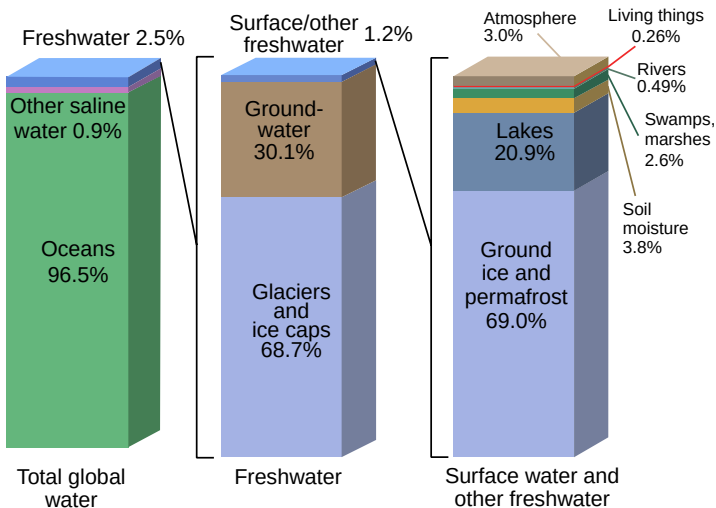 Freshwater 2.5%
Other saline
water 0.9%
Oceans
96.5%
Total global
water
Surface/other
freshwater
1.2%
Ground-
water
30.1%
Glaciers
and
ice caps
68.7%
Freshwater
Atmosphere
3.0%
Living things
0.26%
Rivers
0.49%
Swamps,
marshes
2.6%
Soil
moisture
3.8%
Lakes
20.9%
Ground
ice and
permafrost
69.0%
Surface water and
other freshwater